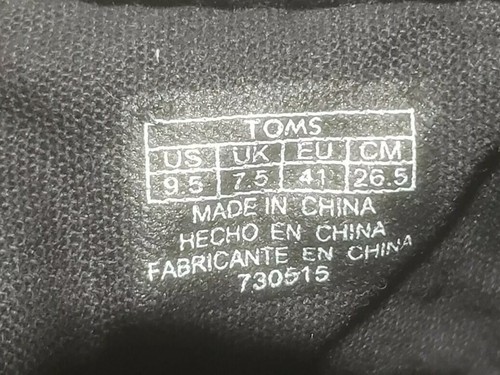 TOMS
US UK EU CM
9.5 7.5 41 26.5
MADE IN CHINA
HECHO EN CHINA
FABRICANTE EN CHINA
730515